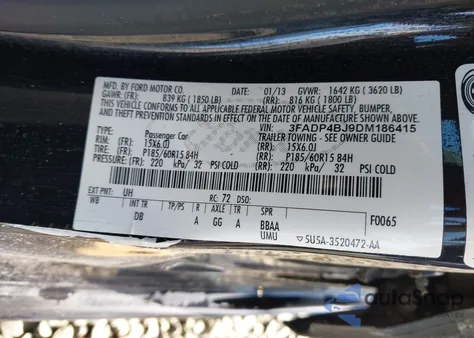 MFD. BY FORD MOTOR CO.
DATE: 01/13 GVWR: 1642 KG ( 3620 LB)
GAWR: (FR): 839 KG ( 1850 LB) (RR): 816 KG ( 1800 LB)
THIS VEHICLE CONFORMS TO ALL APPLICABLE FEDERAL MOTOR VEHICLE SAFETY, BUMPER,
AND THEFT PREVENTION STANDARDS IN EFFECT ON THE DATE OF MANUFACTURE SHOWN ABOVE.
VIN: 3FADP4BJ9DM186415
TYPE: Passenger Car TRAILER TOWING - SEE OWNER GUIDE
RIM: (FR): 15X6.0J (RR): 15X6.0J
TIRE: (FR): P185/60R15 84H (RR): P185/60R15 84H
COLD: (FR): 220 kPa/ 32 PSI COLD (RR): 220 kPa/ 32 PSI COLD
EXT PNT: UH RC: 72 DSO:
WB INT TR TP/PS R AXLE TR SPR
DB A GG A BBAA F0065
UMU 5U5A-3520472-AA
autoSnap